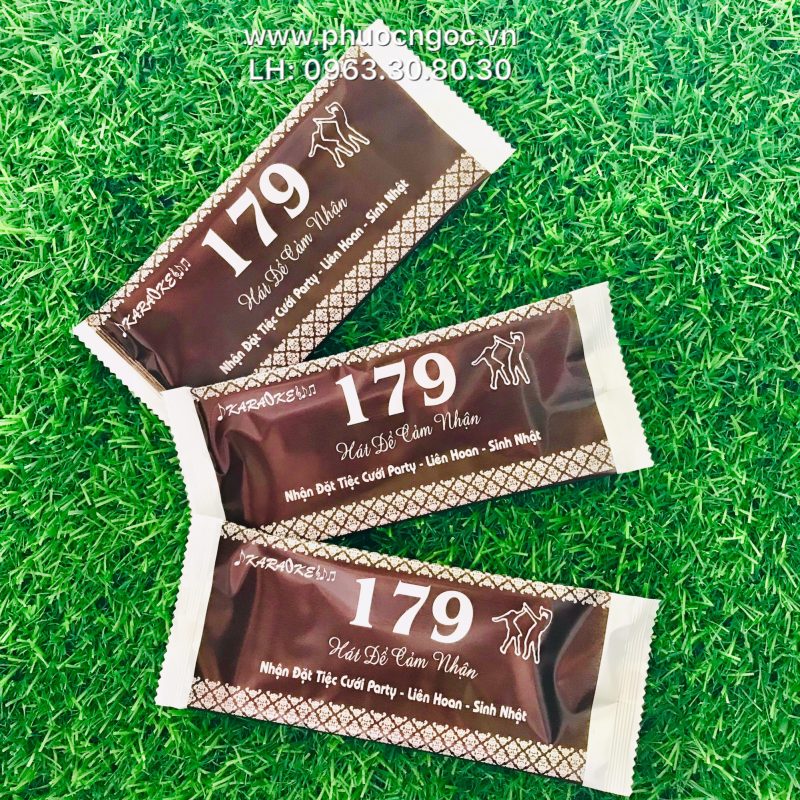 www.phuocngoc.vn
LH: 0963.30.80.30
KARAOKE
179
Hát Để Cảm Nhận
Nhận Đặt Tiệc Cưới Party - Liên Hoan - Sinh Nhật
KARAOKE
179
Hát Để Cảm Nhận
Nhận Đặt Tiệc Cưới Party - Liên Hoan - Sinh Nhật
KARAOKE
179
Hát Để Cảm Nhận
Nhận Đặt Tiệc Cưới Party - Liên Hoan - Sinh Nhật